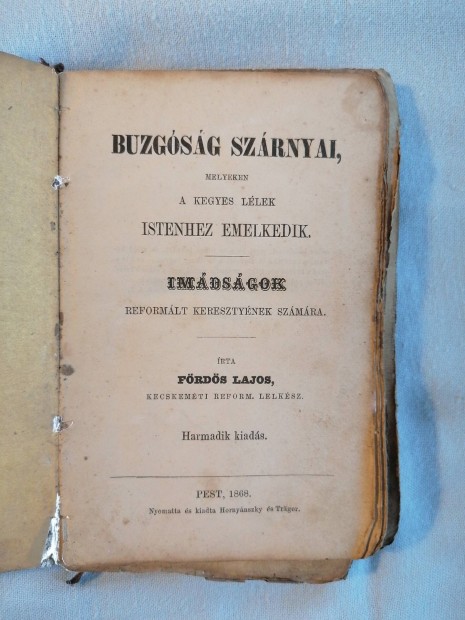 BUZGÓSÁG SZÁRNYAI,
MELYEKEN
A KEGYES LÉLEK
ISTENHEZ EMELKEDIK.
IMÁDSÁGOK
REFORMÁLT KERESZTYÉNEK SZÁMÁRA.
ÍRTA
FÖRDÖS LAJOS,
KECSKEMÉTI REFORM. LELKÉSZ.
Harmadik kiadás.
PEST, 1868.
Nyomatta és kiadta Hornyánszky és Träger.